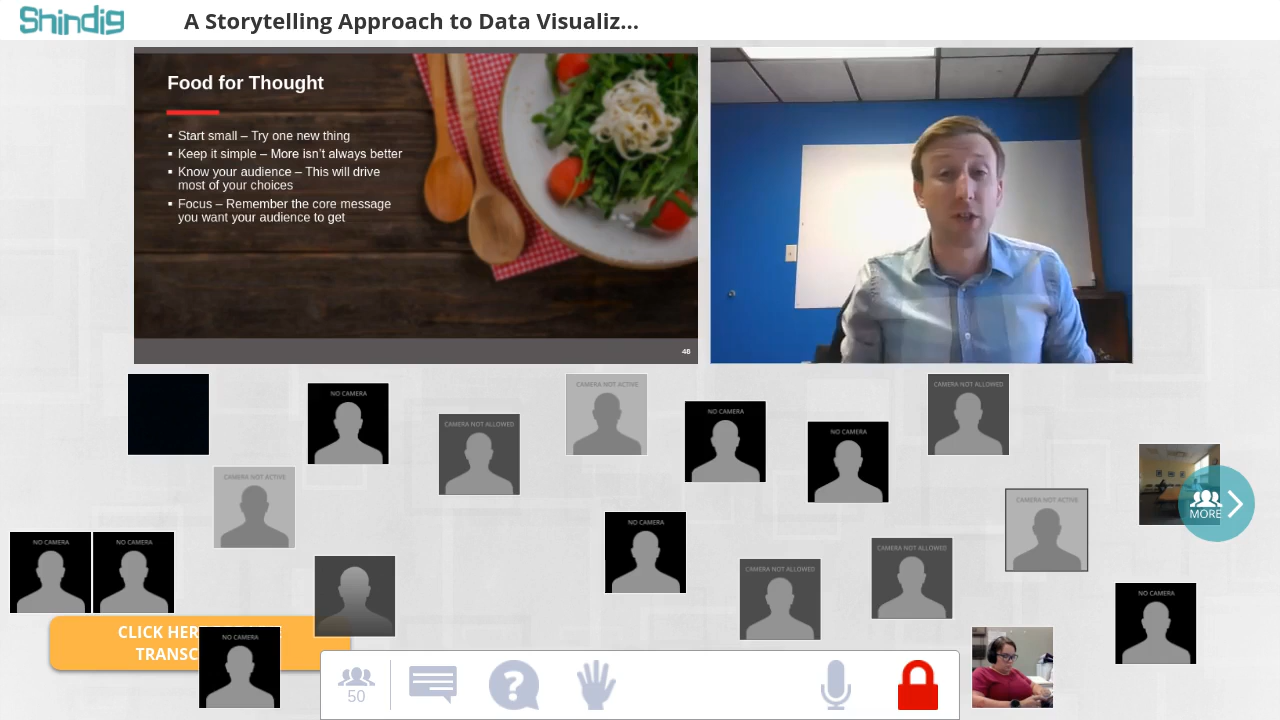 Shindig
A Storytelling Approach to Data Visualiz...
Food for Thought
▪ Start small – Try one new thing
▪ Keep it simple – More isn't always better
▪ Know your audience – This will drive
most of your choices
▪ Focus – Remember the core message
you want your audience to get
46
CAMERA NOT ACTIVE
CAMERA NOT ALLOWED
NO CAMERA
CAMERA NOT ALLOWED
NO CAMERA
NO CAMERA
CAMERA NOT ACTIVE
CAMERA NOT ACTIVE
MORE
NO CAMERA
NO CAMERA
NO CAMERA
CAMERA NOT ALLOWED
CAMERA NOT ALLOWED
NO CAMERA
CLICK
NO CAMERA
50